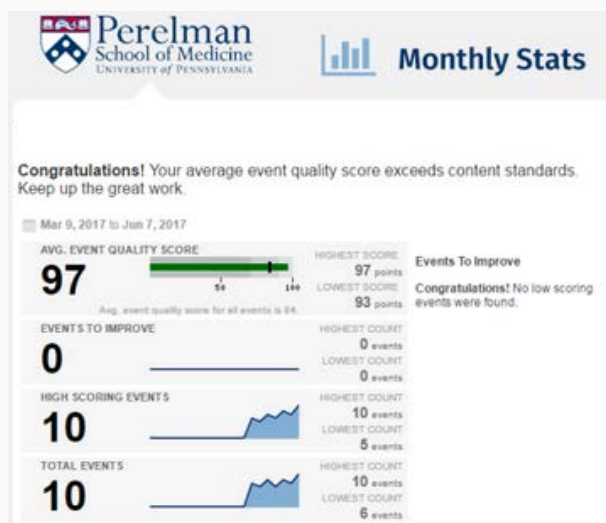 Perelman
School of Medicine
UNIVERSITY of PENNSYLVANIA
Monthly Stats
Congratulations! Your average event quality score exceeds content standards.
Keep up the great work.
Mar 9, 2017 to Jun 7, 2017
AVG. EVENT QUALITY SCORE
97
50
100
Avg. event quality score for all events is 84.
HIGHEST SCORE
97 points
LOWEST SCORE
93 points
Events To Improve
Congratulations! No low scoring
events were found.
EVENTS TO IMPROVE
0
HIGHEST COUNT
0 events
LOWEST COUNT
0 events
HIGH SCORING EVENTS
10
HIGHEST COUNT
10 events
LOWEST COUNT
5 events
TOTAL EVENTS
10
HIGHEST COUNT
10 events
LOWEST COUNT
6 events